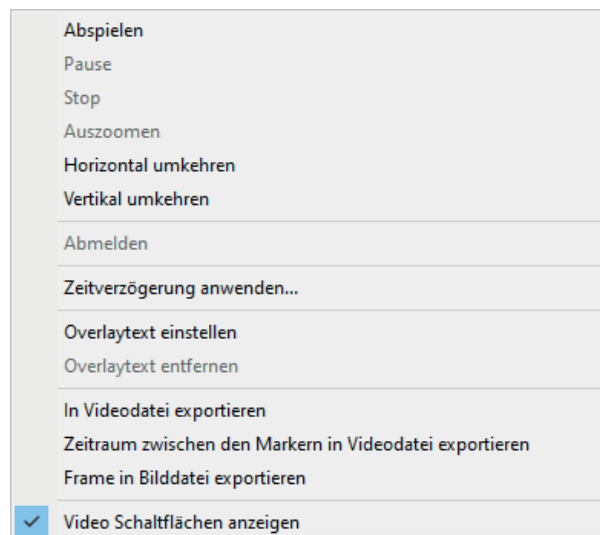 Abspielen
Pause
Stop
Auszoomen
Horizontal umkehren
Vertikal umkehren
Abmelden
Zeitverzögerung anwenden...
Overlaytext einstellen
Overlaytext entfernen
In Videodatei exportieren
Zeitraum zwischen den Markern in Videodatei exportieren
Frame in Bilddatei exportieren
Video Schaltflächen anzeigen